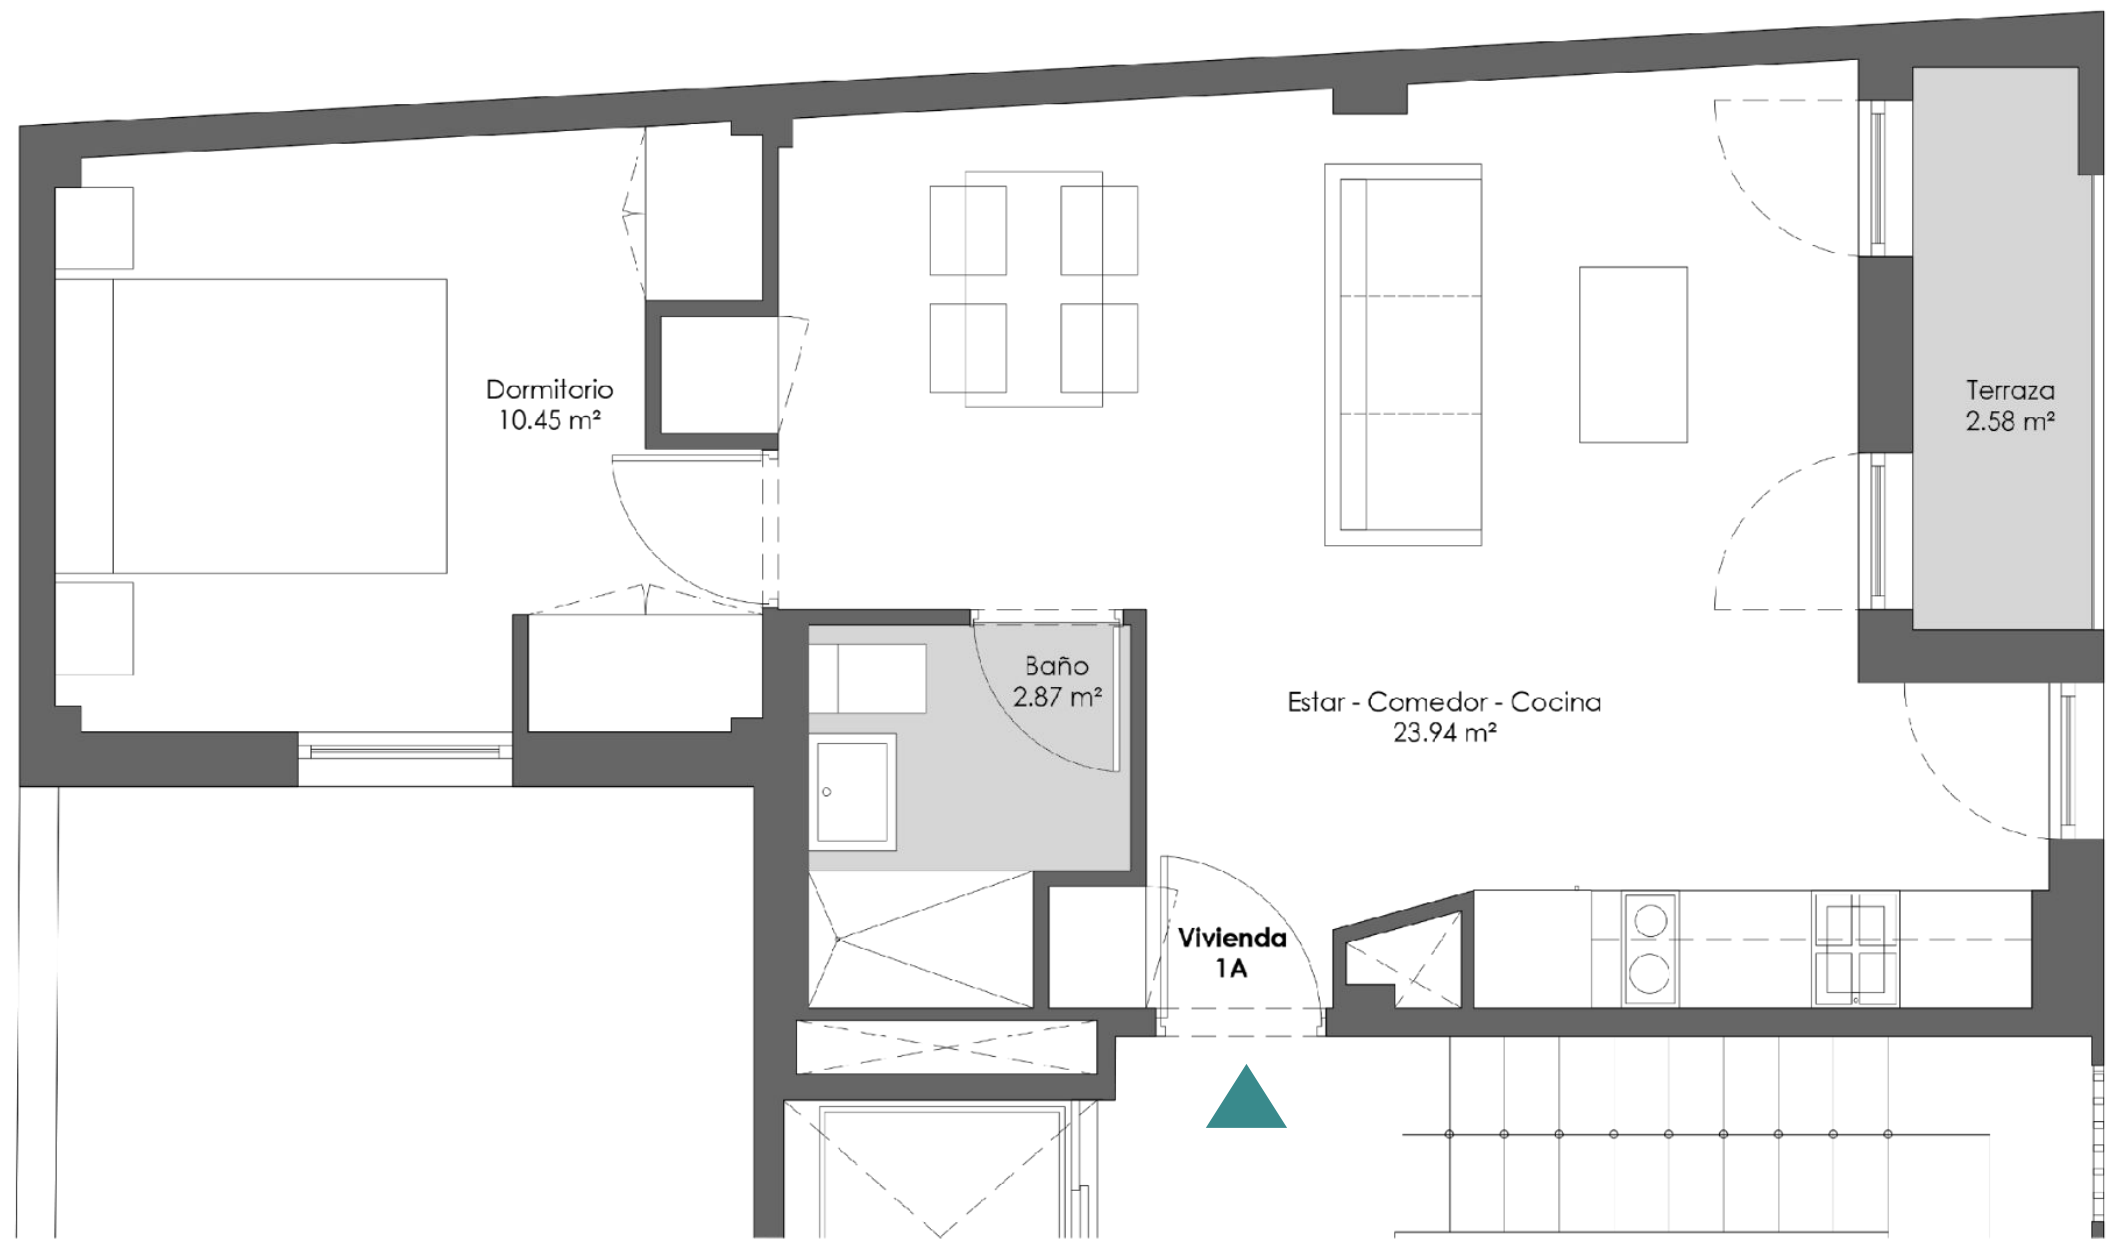 Dormitorio
10.45 m²
Terraza
2.58 m²
Baño
2.87 m²
Estar - Comedor - Cocina
23.94 m²
Vivienda
1A